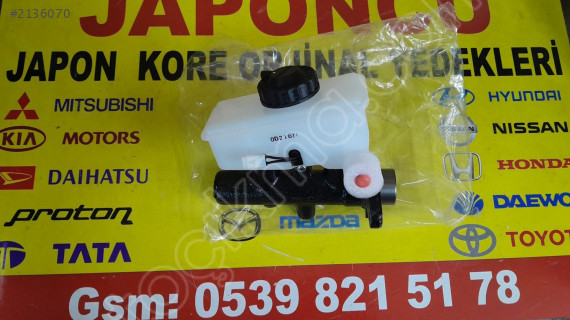 #2136070
JAPONCU
JAPON KORE ORJİNAL YEDEKLERİ
MITSUBISHI
HYUNDAI
KIA MOTORS
NISSAN
DAIHATSU
HONDA
proton
mazda
DAEWOO
TATA
TOYOTA
Gsm: 0539 821 51 78